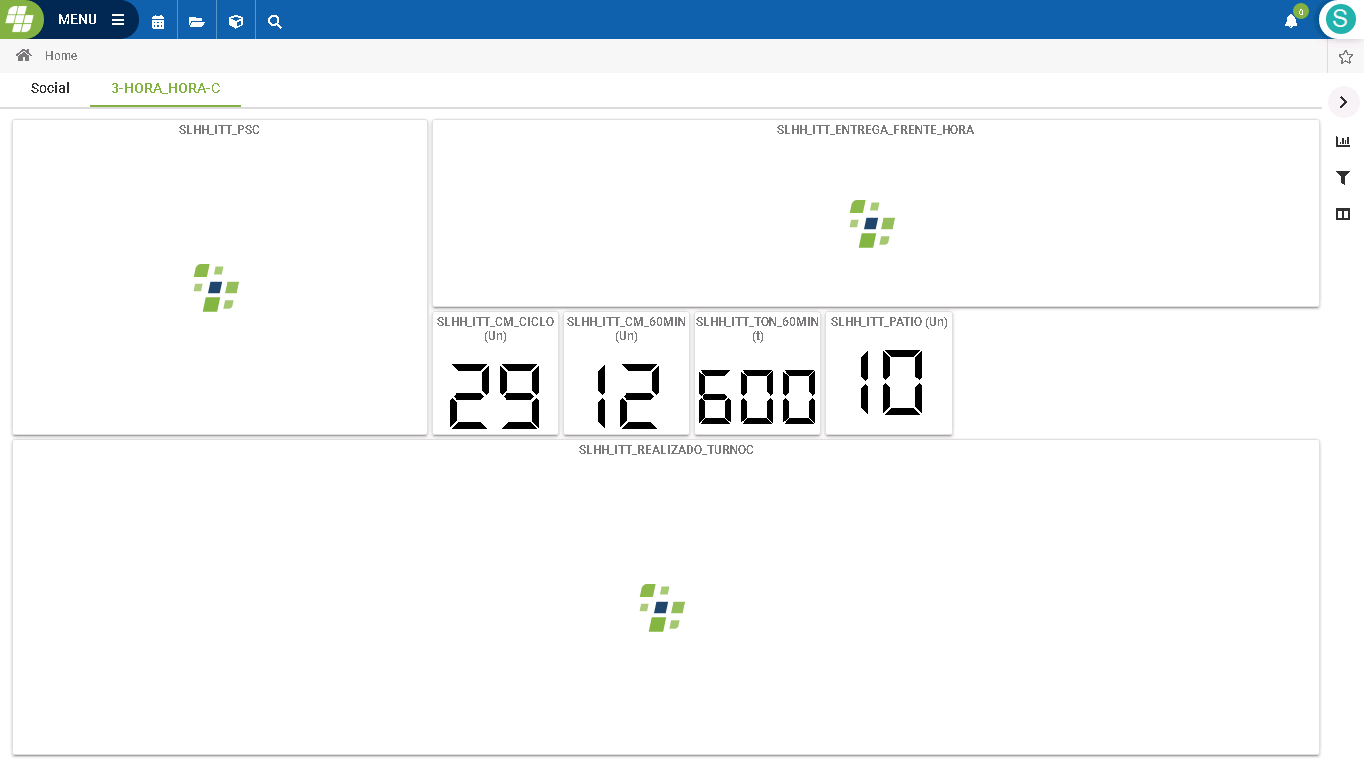 MENU
0
S
Home
Social
3-HORA_HORA-C
SLHH_ITT_PSC
SLHH_ITT_ENTREGA_FRENTE_HORA
SLHH_ITT_CM_CICLO
(Un)
29
SLHH_ITT_CM_60MIN
(Un)
12
SLHH_ITT_TON_60MIN
(t)
600
SLHH_ITT_PATIO (Un)
10
SLHH_ITT_REALIZADO_TURNOC